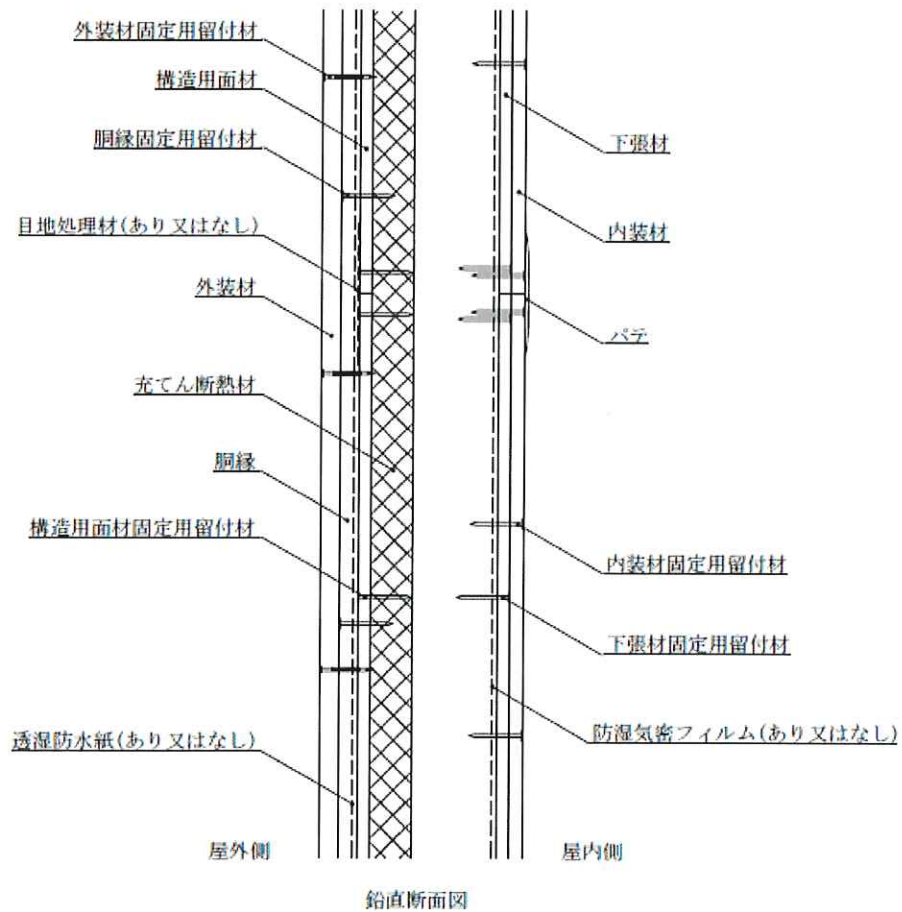 外装材固定用留付材
構造用面材
胴縁固定用留付材
目地処理材(あり又はなし)
外装材
充てん断熱材
胴縁
構造用面材固定用留付材
透湿防水紙(あり又はなし)
下張材
内装材
パテ
内装材固定用留付材
下張材固定用留付材
防湿気密フィルム(あり又はなし)
屋外側
屋内側
鉛直断面図